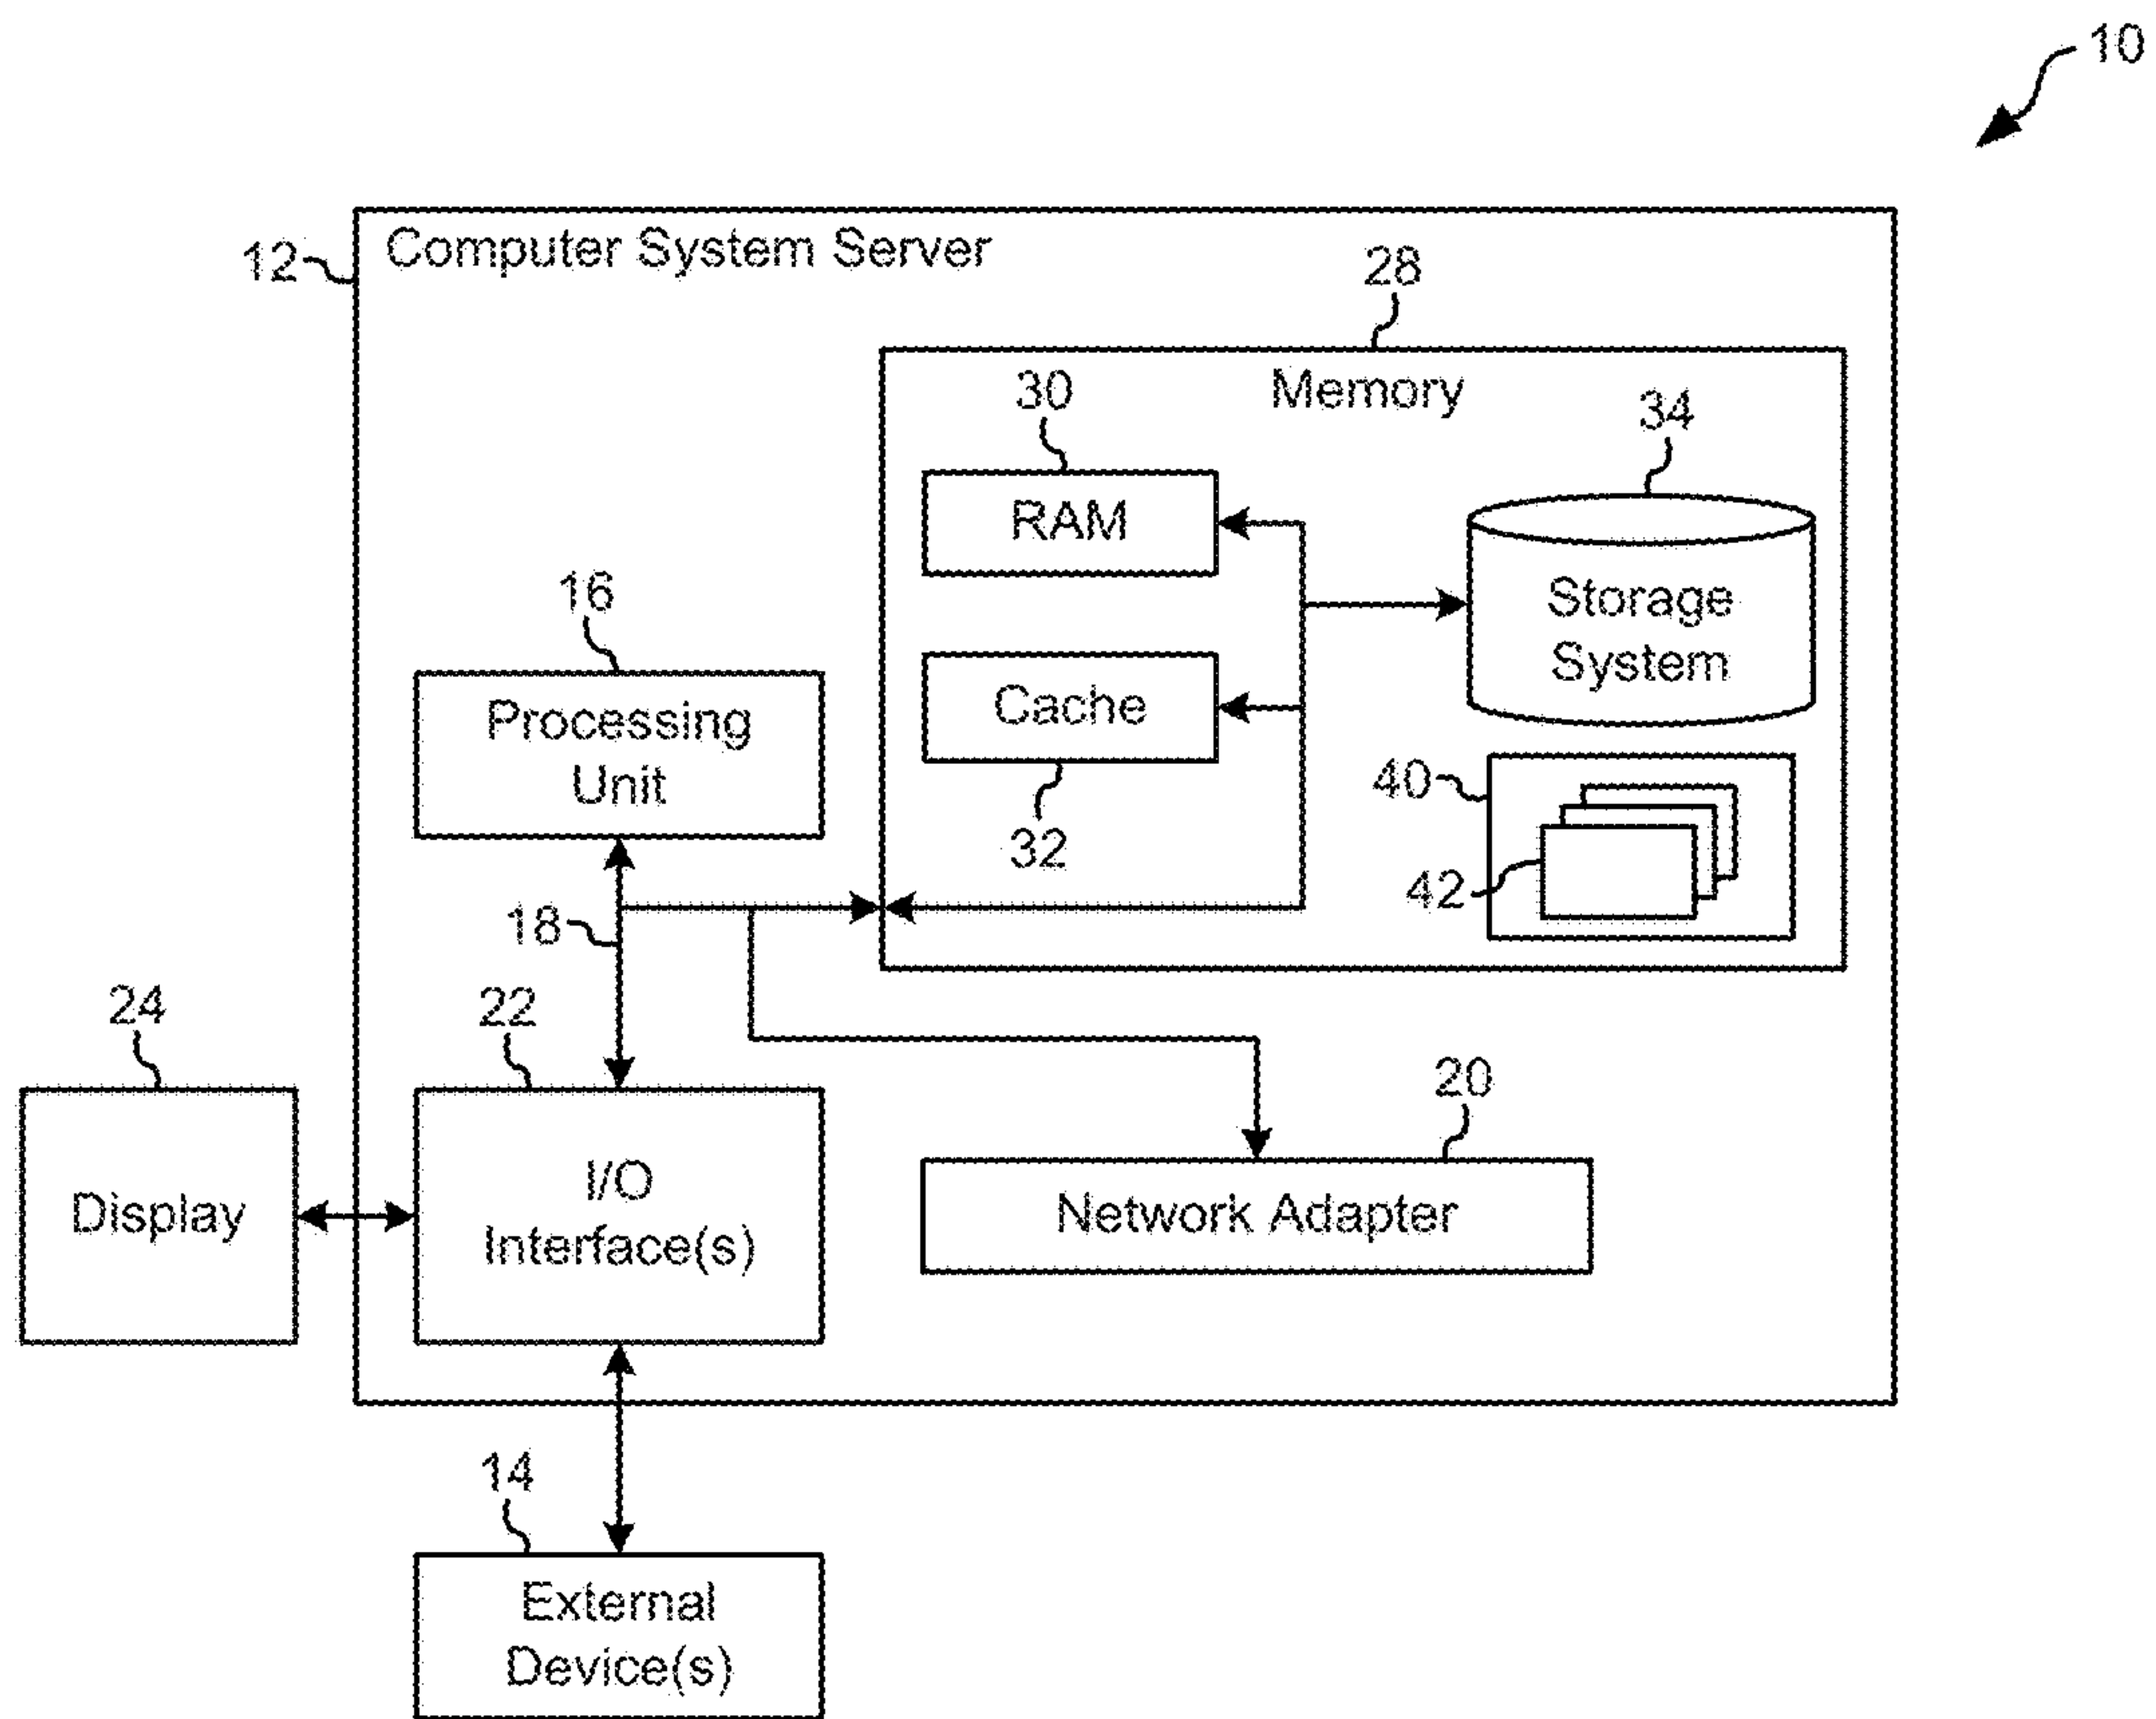 10
12
Computer System Server
28
Memory
30
RAM
34
Storage
System
16
Processing
Unit
Cache
32
40
42
18
24
22
Display
I/O
Interface(s)
20
Network Adapter
14
External
Device(s)